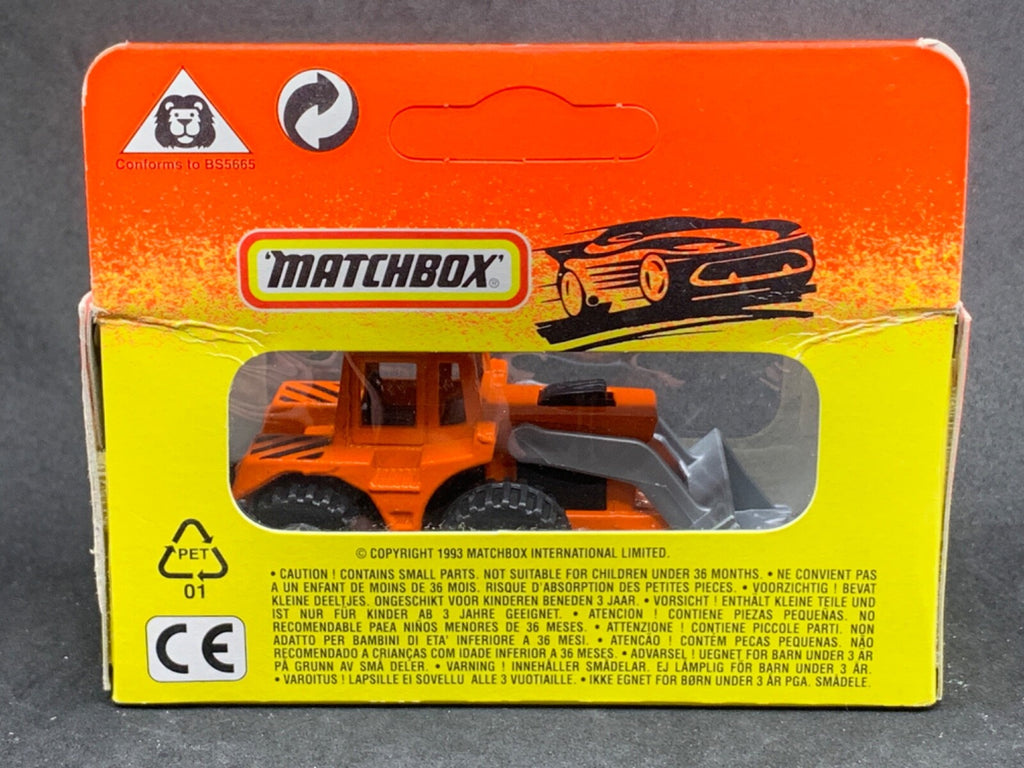 Conforms to BS5665
'MATCHBOX'®
PET
01
© COPYRIGHT 1993 MATCHBOX INTERNATIONAL LIMITED.
• CAUTION ! CONTAINS SMALL PARTS. NOT SUITABLE FOR CHILDREN UNDER 36 MONTHS. • NE CONVIENT PAS
A UN ENFANT DE MOINS DE 36 MOIS. RISQUE D'ABSORPTION DES PETITES PIECES. • VOORZICHTIG ! BEVAT
KLEINE DEELTJES. ONGESCHIKT VOOR KINDEREN BENEDEN 3 JAAR. • VORSICHT ! ENTHÄLT KLEINE TEILE UND
IST NUR FÜR KINDER AB 3 JAHRE GEEIGNET. • ATENCION ! CONTIENE PIEZAS PEQUEÑAS. NO
RECOMENDABLE PAEA NIÑOS MENORES DE 36 MESES. • ATTENZIONE ! CONTIENE PICCOLE PARTI. NON
ADATTO PER BAMBINI DI ETA' INFERIORE A 36 MESI. • ATENCÃO ! CONTÉM PECAS PEQUENAS. NÃO
RECOMENDADO A CRIANÇAS COM IDADE INFERIOR A 36 MESES. • ADVARSEL ! UEGNET FOR BARN UNDER 3 ÅR
PÅ GRUNN AV SMÅ DELER. • VARNING ! INNEHÅLLER SMÅDELAR. EJ LÄMPLIG FÖR BARN UNDER 3 ÅR.
• VAROITUS ! LAPSILLE EI SOVELLU ALLE 3 VUOTIAILLE. • IKKE EGNET FOR BØRN UNDER 3 ÅR PGA. SMÅDELE.
CE